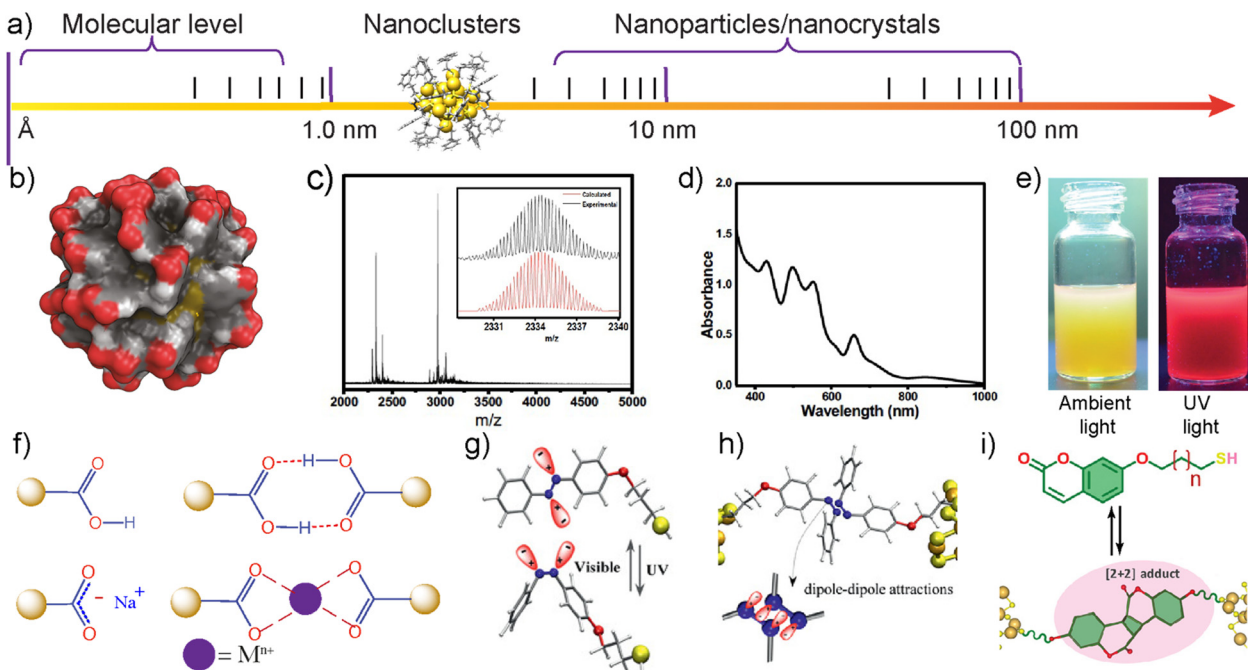 a)
Molecular level
Nanoclusters
Nanoparticles/nanocrystals
Å
1.0 nm
10 nm
100 nm
b)
c)
Calculated
Experimental
2331 2334 2337 2340
m/z
2000 2500 3000 3500 4000 4500 5000
m/z
d)
2.0
1.5
1.0
0.5
0.0
Absorbance
400 600 800 1000
Wavelength (nm)
e)
Ambient
light
UV
light
f)
O
O
H
O
H
O
O
H
O
O
O
Na+
O
O
O
O
O
= Mn+
g)
Visible
UV
h)
dipole-dipole attractions
i)
O
O
O
n
SH
[2+2] adduct